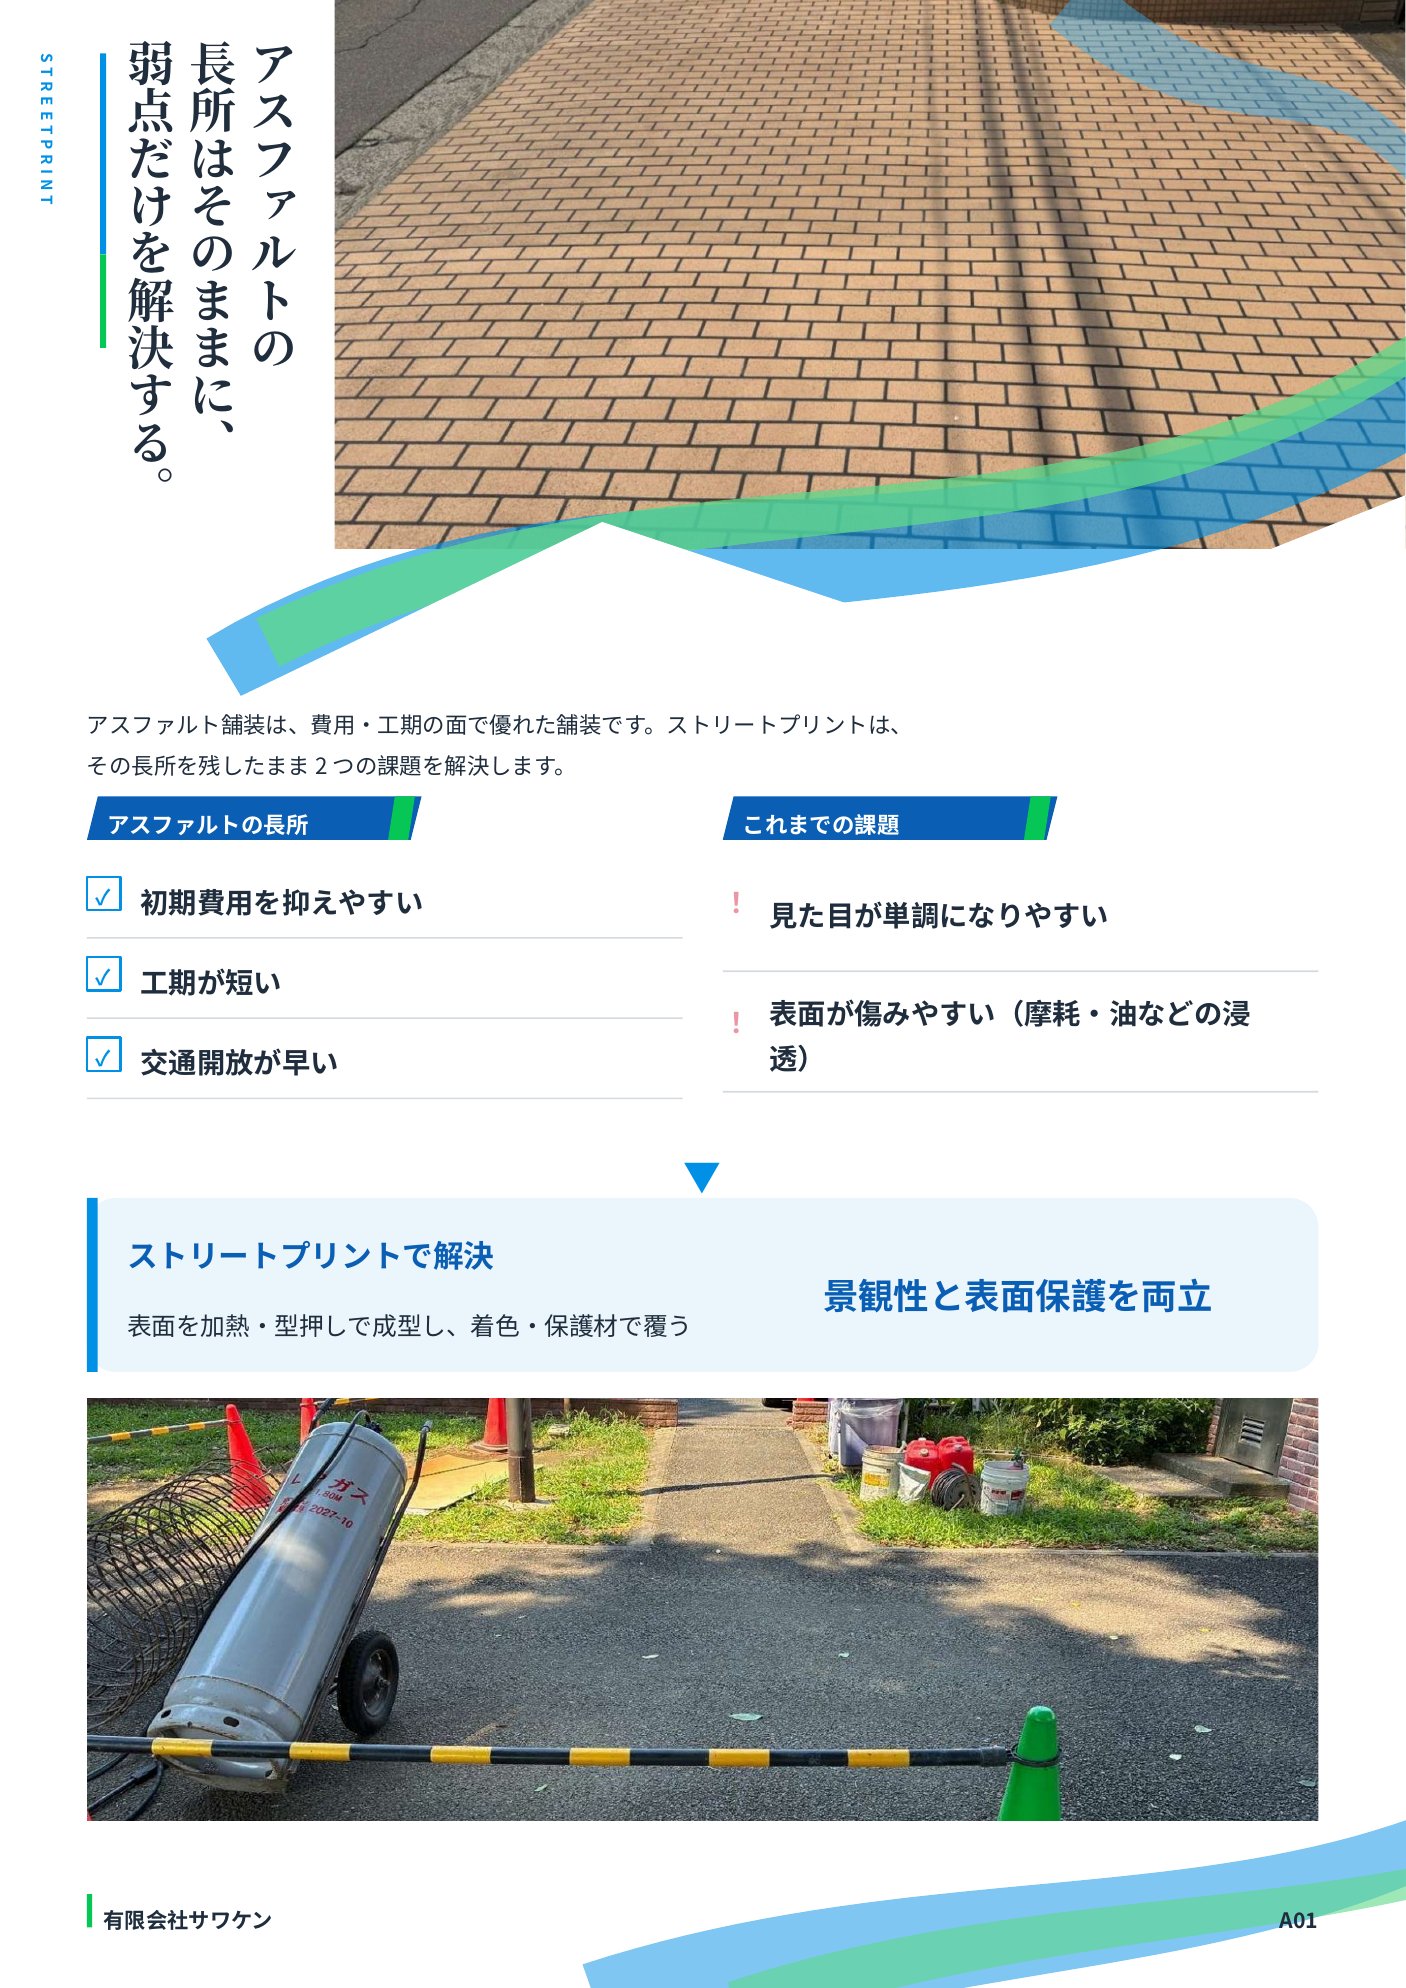 STREETPRINT
アスファルトの
長所はそのままに、
弱点だけを解決する。
アスファルト舗装は、費用・工期の面で優れた舗装です。ストリートプリントは、
その長所を残したまま2つの課題を解決します。
アスファルトの長所
✓ 初期費用を抑えやすい
✓ 工期が短い
✓ 交通開放が早い
これまでの課題
! 見た目が単調になりやすい
! 表面が傷みやすい（摩耗・油などの浸
透）
ストリートプリントで解決
表面を加熱・型押しで成型し、着色・保護材で覆う
景観性と表面保護を両立
ガス
2027-10
有限会社サワケン
A01